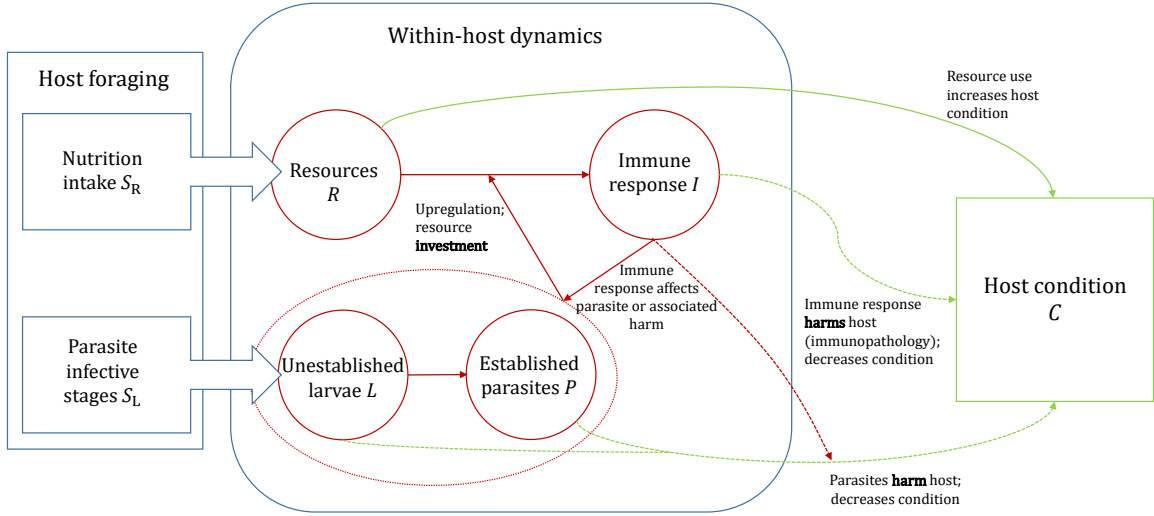 Within-host dynamics
Host foraging
Nutrition
intake S_R
Resources
R
Immune
response I
Resource use
increases host
condition
Upregulation;
resource
investment
Immune
response affects
parasite or associated
harm
Host condition
C
Immune response
harms host
(immunopathology);
decreases condition
Parasite
infective
stages S_L
Unestablished
larvae L
Established
parasites P
Parasites harm host;
decreases condition